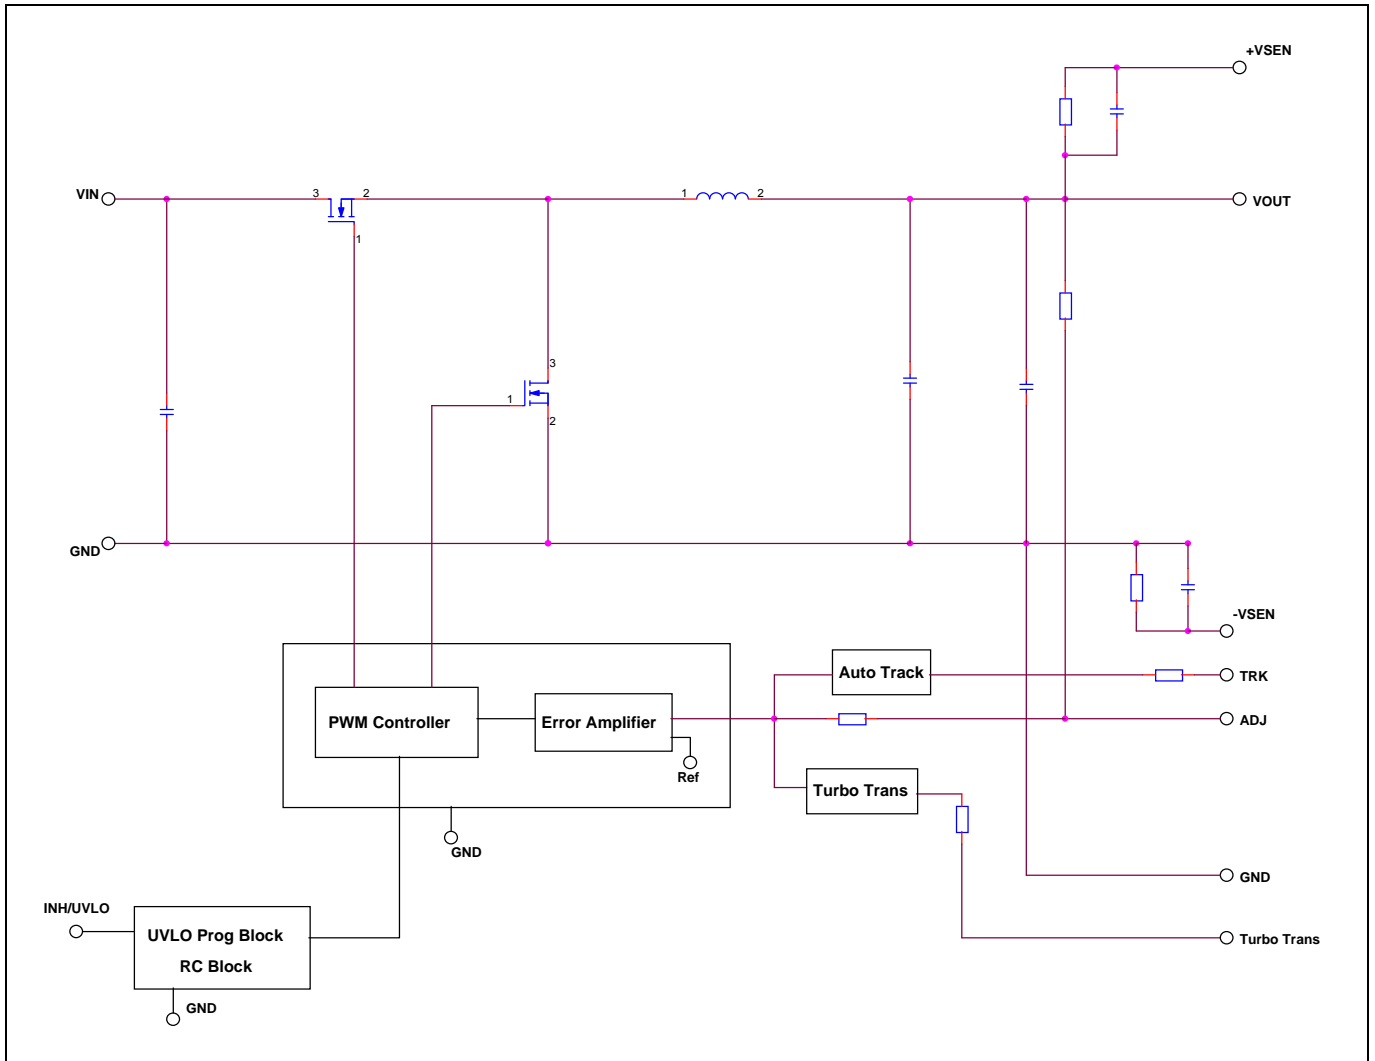 +VSEN
VIN
3
2
1
1
2
VOUT
3
1
2
GND
-VSEN
Auto Track
TRK
PWM Controller
Error Amplifier
ADJ
Ref
Turbo Trans
GND
GND
INH/UVLO
UVLO Prog Block
RC Block
Turbo Trans
GND